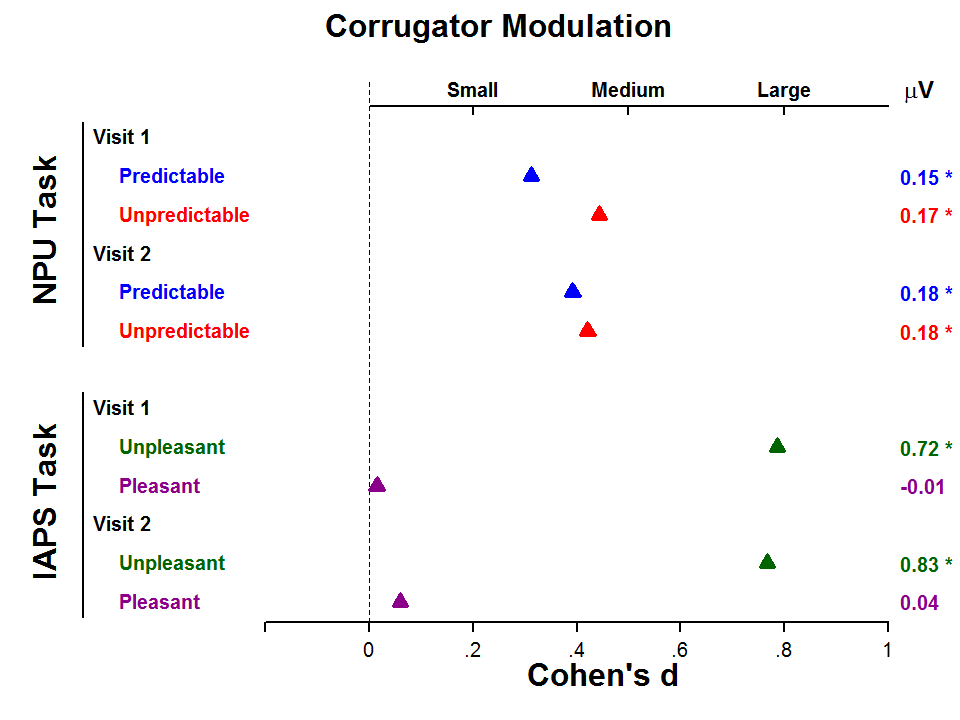 Corrugator Modulation
Small Medium Large μV
NPU Task
Visit 1
Predictable 0.15 *
Unpredictable 0.17 *
Visit 2
Predictable 0.18 *
Unpredictable 0.18 *
IAPS Task
Visit 1
Unpleasant 0.72 *
Pleasant -0.01
Visit 2
Unpleasant 0.83 *
Pleasant 0.04
0 .2 .4 .6 .8 1
Cohen's d